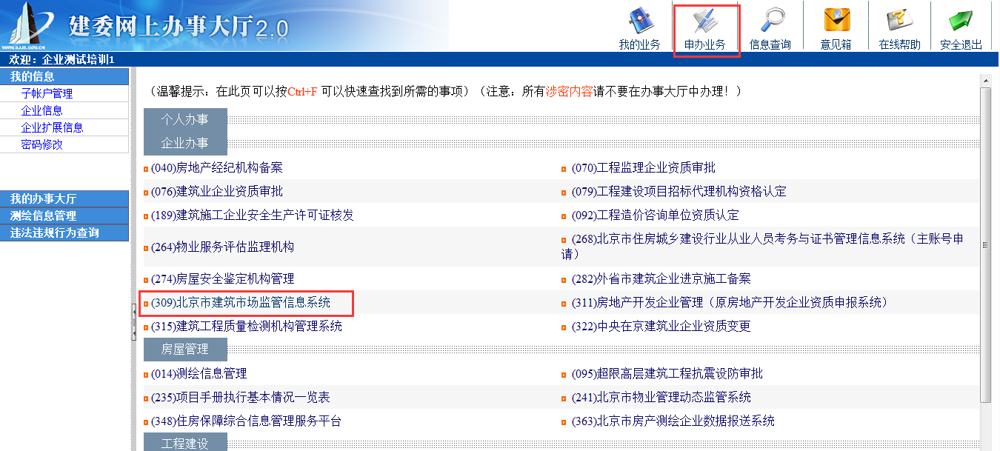 建委网上办事大厅2.0
我的业务
申办业务
信息查询
意见箱
在线帮助
安全退出
欢迎：企业测试培训1
我的信息
子帐户管理
企业信息
企业扩展信息
密码修改
我的办事大厅
测绘信息管理
违法违规行为查询
（温馨提示：在此页可以按Ctrl+F 可以快速查找到所需的事项）（注意：所有涉密内容请不要在办事大厅中办理！）
个人办事
企业办事
(040)房地产经纪机构备案
(070)工程监理企业资质审批
(076)建筑业企业资质审批
(079)工程建设项目招标代理机构资格认定
(189)建筑施工企业安全生产许可证核发
(092)工程造价咨询单位资质认定
(264)物业服务评估监理机构
(268)北京市住房城乡建设行业从业人员考务与证书管理信息系统（主账号申
请）
(274)房屋安全鉴定机构管理
(282)外省市建筑企业进京施工备案
(309)北京市建筑市场监管信息系统
(311)房地产开发企业管理（原房地产开发企业资质申报系统）
(315)建筑工程质量检测机构管理系统
(322)中央在京建筑业企业资质变更
房屋管理
(014)测绘信息管理
(095)超限高层建筑工程抗震设防审批
(235)项目手册执行基本情况一览表
(241)北京市物业管理动态监管系统
(348)住房保障综合信息管理服务平台
(363)北京市房产测绘企业数据报送系统
工程建设